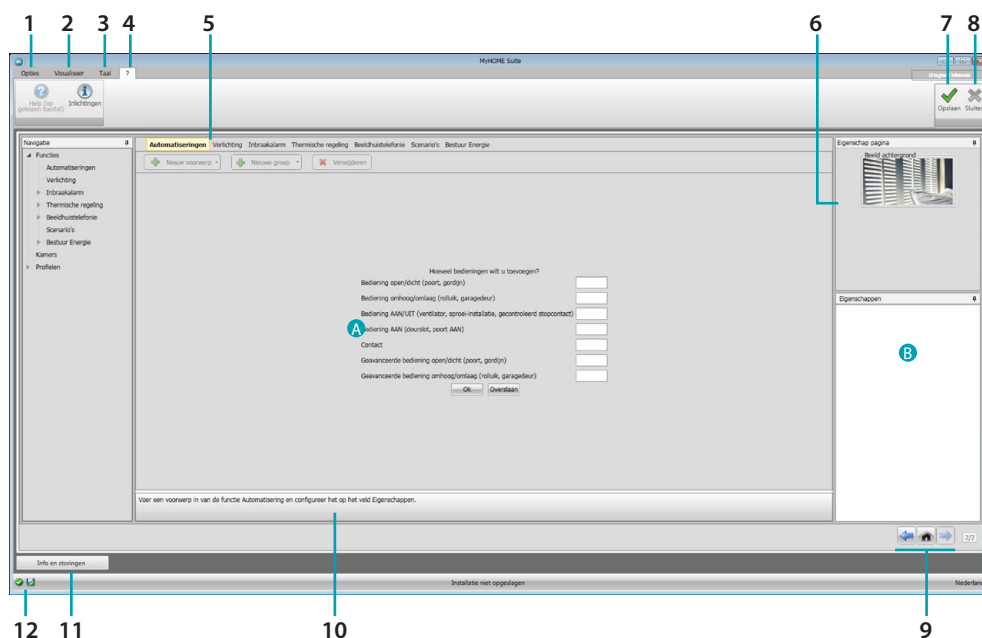 1 2 3 4 5 6 7 8
MyHOME Suite
Opties Visualiseer Taal ?
Help (op gekozen toestel)
Inlichtingen
Opslaan
Navigatie
Functies
Automatiseringen
Verlichting
Inbraakalarm
Thermische regeling
Beeldhuistelefonie
Scenario's
Bestuur Energie
Kamers
Profielen
Automatiseringen Verlichting Inbraakalarm Thermische regeling Beeldhuistelefonie Scenario's Bestuur Energie
Nieuw voorwerp Nieuwe groep Verwijderen
Hoeveel bedieningen wilt u toevoegen?
Bediening open/dicht (poort, gordijn)
Bediening omhoog/omlaag (rolluik, garagedeur)
Bediening AAN/UIT (ventilator, sproei-installatie, gecontroleerd stopcontact)
A
Bediening AAN (deurslot, poort AAN)
Contact
Geavanceerde bediening open/dicht (poort, gordijn)
Geavanceerde bediening omhoog/omlaag (rolluik, garagedeur)
Ok Overslaan
Voer een voorwerp in van de functie Automatisering en configureer het op het veld Eigenschappen.
Eigenschap pagina
Beeld achtergrond
Eigenschappen
B
2/2
Info en storingen
Installatie niet opgeslagen
12 11 10 9